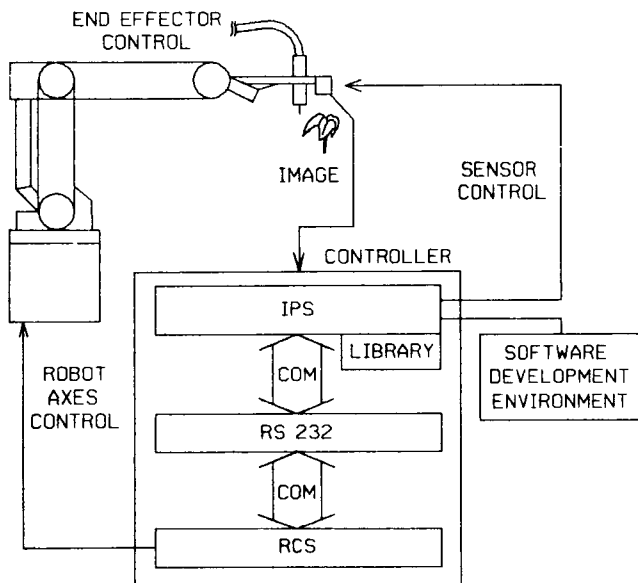 END EFFECTOR
CONTROL
IMAGE
SENSOR
CONTROL
CONTROLLER
IPS
LIBRARY
SOFTWARE
DEVELOPMENT
ENVIRONMENT
COM
ROBOT
AXES
CONTROL
RS 232
COM
RCS